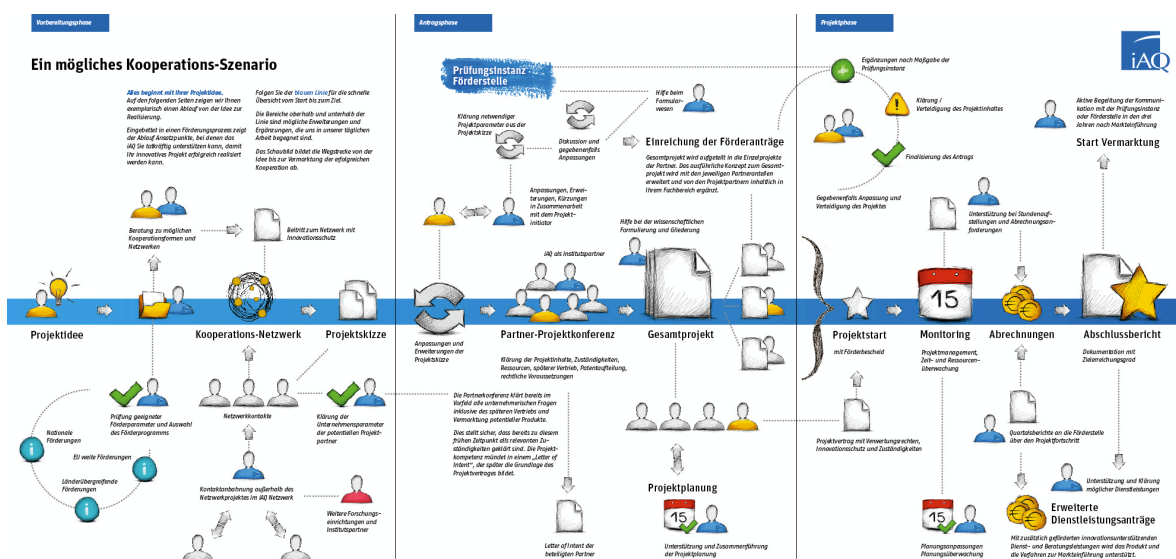 Vorbereitungsphase
Ein mögliches Kooperations-Szenario
Alles beginnt mit Ihrer Projektidee.
Auf den folgenden Seiten zeigen wir Ihnen
exemplarisch einen Ablauf von der Idee zur
Realisierung.
Eingebettet in einen Förderungsprozess zeigt
der Ablauf Ansatzpunkte, bei denen das
iAQ Sie tatkräftig unterstützen kann, damit
Ihr innovatives Projekt erfolgreich realisiert
werden kann.
Folgen Sie der blauen Linie für die schnelle
Übersicht vom Start bis zum Ziel.
Die Bereiche oberhalb und unterhalb der
Linie sind mögliche Erweiterungen und
Ergänzungen, die uns in unserer täglichen
Arbeit begegnet sind.
Das Schaubild bildet die Wegstrecke von der
Idee bis zur Vermarktung der erfolgreichen
Kooperation ab.
Beratung zu möglichen
Kooperationsformen und
Netzwerken
Beitritt zum Netzwerk mit
Innovationsschutz
Projektidee
Kooperations-Netzwerk
Projektskizze
Prüfung geeigneter
Förderparameter und Auswahl
des Förderprogramms
Netzwerkkontakte
Klärung der
Unternehmensparameter
der potentiellen Projekt-
partner
Nationale
Förderungen
EU weite Förderungen
Länderübergreifende
Förderungen
i
i
i
Kontaktanbahnung außerhalb des
Netzwerkprojektes im iAQ Netzwerk
Weitere Forschungs-
einrichtungen und
Institutspartner
Antragsphase
Prüfungsinstanz -
Förderstelle
Klärung notwendiger
Projektparameter aus der
Projektskizze
Hilfe beim
Formular-
wesen
Diskussion und
gegebenenfalls
Anpassungen
Einreichung der Förderanträge
Gesamtprojekt wird aufgeteilt in die Einzelprojekte
der Partner. Das ausführliche Konzept zum Gesamt-
projekt wird mit den jeweiligen Partneranteilen
erweitert und von den Projektpartnern inhaltlich in
Ihrem Fachbereich ergänzt.
Anpassungen, Erwei-
terungen, Kürzungen
in Zusammenarbeit
mit dem Projekt-
initiator
Hilfe bei der wissenschaftlichen
Formulierung und Gliederung
iAQ als Institutspartner
Anpassungen und
Erweiterungen der
Projektskizze
Partner-Projektkonferenz
Gesamtprojekt
Klärung der Projektinhalte, Zuständigkeiten,
Ressourcen, späterer Vertrieb, Patentaufteilung,
rechtliche Voraussetzungen
Die Partnerkonferenz klärt bereits im
Vorfeld alle unternehmerischen Fragen
inklusive des späteren Vertriebs und
Vermarktung potenzieller Produkte.
Dies stellt sicher, dass bereits zu diesem
frühen Zeitpunkt alle relevanten Zu-
ständigkeiten geklärt sind. Die Projekt-
kompetenz mündet in einem „Letter of
Intent“, der später die Grundlage des
Projektvertrages bildet.
Letter of Intent der
beteiligten Partner
Projektplanung
15
Unterstützung und Zusammenführung
der Projektplanung
Projektphase
iAQ
Ergänzungen nach Maßgabe der
Prüfungsinstanz
Klärung /
Verteidigung des Projektinhaltes
Finalisierung des Antrags
Gegebenenfalls Anpassung und
Verteidigung des Projektes
Aktive Begleitung der Kommuni-
kation mit der Prüfungsinstanz
oder Förderstelle in den drei
Jahren nach Markteinführung
Start Vermarktung
Unterstützung bei Stundenauf-
stellungen und Abrechnungsan-
forderungen
15
Projektstart
Monitoring
Abrechnungen
Abschlussbericht
mit Förderbescheid
Projektmanagement,
Zeit- und Ressourcen-
überwachung
Dokumentation mit
Zielerreichungsgrad
Projektvertrag mit Verwertungsrechten,
Innovationsschutz und Zuständigkeiten
Quartalsberichte an die Förderstelle
über den Projektfortschritt
Unterstützung und Klärung
möglicher Dienstleistungen
15
Planungsanpassungen
Planungsüberwachung
Erweiterte
Dienstleistungsanträge
Mit zusätzlich geförderten innovationsunterstützenden
Dienst- und Beratungsleistungen wird das Produkt und
die Verfahren zur Markteinführung unterstützt.